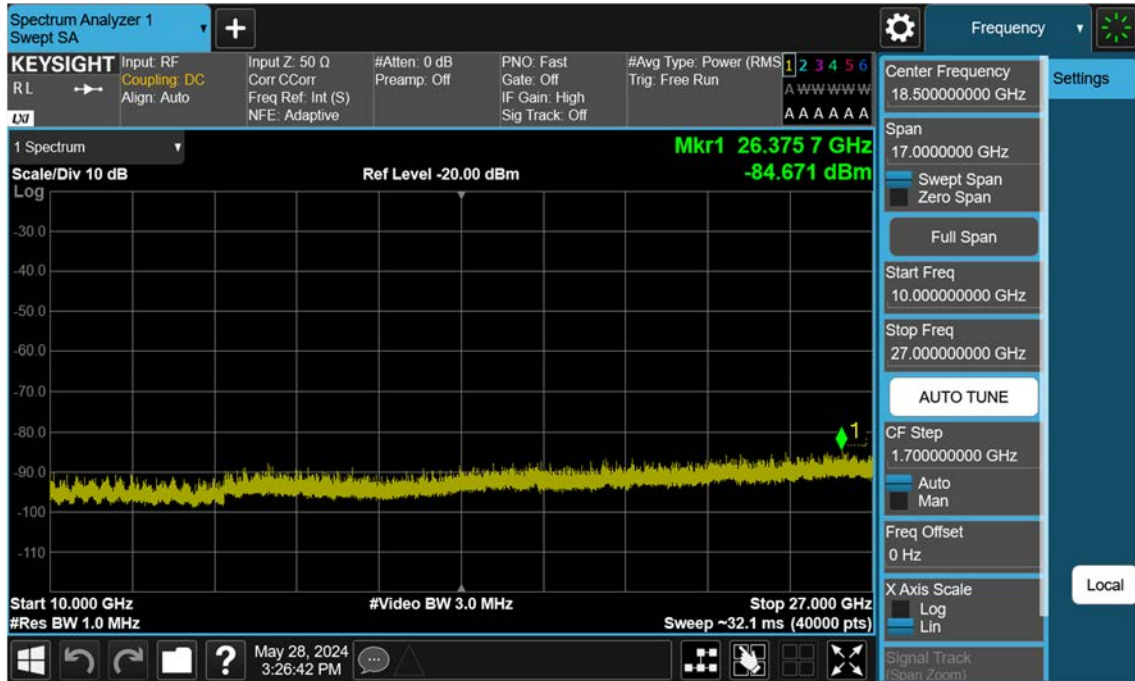 Spectrum Analyzer 1
Swept SA
Frequency
KEYSIGHT
R L
LXI
Input: RF
Coupling: DC
Align: Auto
Input Z: 50 Ω
Corr CCorr
Freq Ref: Int (S)
NFE: Adaptive
#Atten: 0 dB
Preamp: Off
PNO: Fast
Gate: Off
IF Gain: High
Sig Track: Off
#Avg Type: Power (RMS
Trig: Free Run
1 2 3 4 5 6
A W W W W W
A A A A A A
1 Spectrum
Scale/Div 10 dB
Log
Ref Level -20.00 dBm
Mkr1 26.375 7 GHz
-84.671 dBm
-30.0
-40.0
-50.0
-60.0
-70.0
-80.0
-90.0
-100
-110
1
Start 10.000 GHz
#Res BW 1.0 MHz
#Video BW 3.0 MHz
Stop 27.000 GHz
Sweep ~32.1 ms (40000 pts)
Center Frequency
18.500000000 GHz
Span
17.0000000 GHz
Swept Span
Zero Span
Full Span
Start Freq
10.000000000 GHz
Stop Freq
27.000000000 GHz
AUTO TUNE
CF Step
1.700000000 GHz
Auto
Man
Freq Offset
0 Hz
X Axis Scale
Log
Lin
Signal Track
(Span Zoom)
Settings
Local
?
May 28, 2024
3:26:42 PM